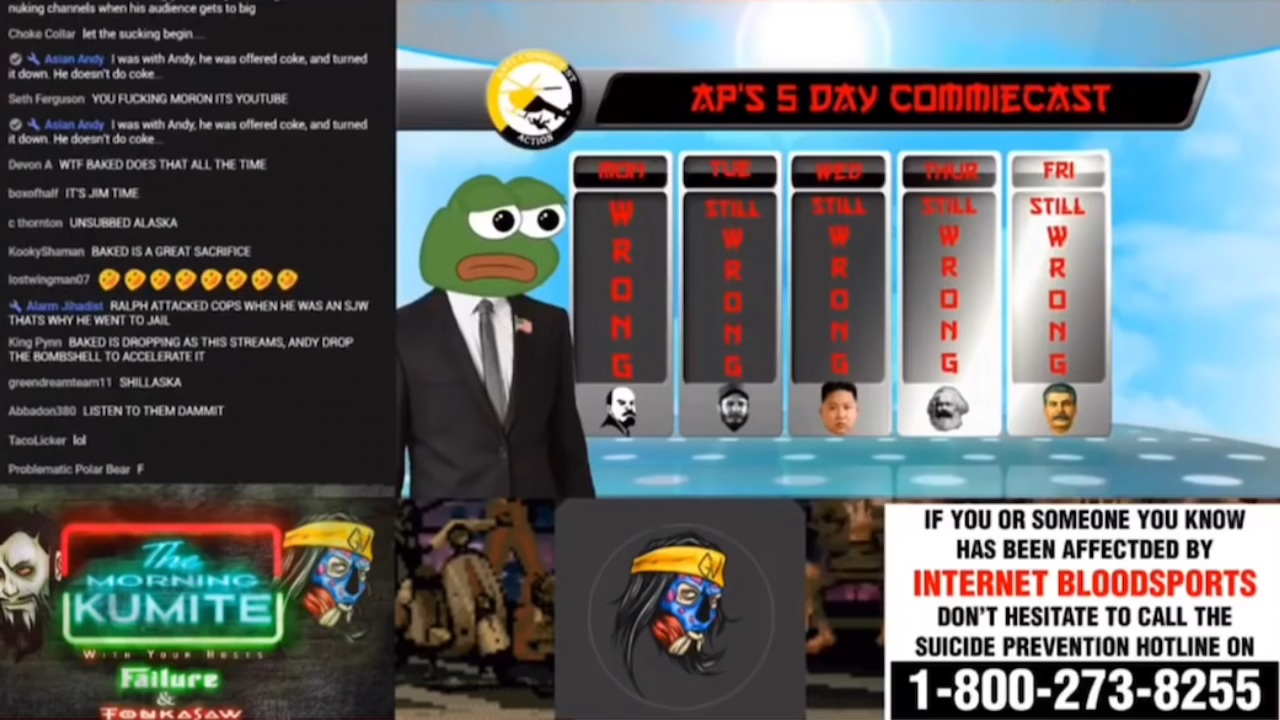 nuking channels when his audience gets to big
Choke Collar let the sucking begin....
Asian Andy I was with Andy, he was offered coke, and turned
it down. He doesn't do coke...
Seth Ferguson YOU FUCKING MORON ITS YOUTUBE
Asian Andy I was with Andy, he was offered coke, and turned
it down. He doesn't do coke...
Devon A WTF BAKED DOES THAT ALL THE TIME
boxofhalf IT'S JIM TIME
c thornton UNSUBBED ALASKA
KookyShaman BAKED IS A GREAT SACRIFICE
lostwingman07
Alarm Jihadist RALPH ATTACKED COPS WHEN HE WAS AN SJW
THATS WHY HE WENT TO JAIL
King Pynn BAKED IS DROPPING AS THIS STREAMS, ANDY DROP
THE BOMBSHELL TO ACCELERATE IT
greendreamteam11 SHILLASKA
Abbadon380 LISTEN TO THEM DAMMIT
TacoLicker lol
Problematic Polar Bear F
ACTION
AP'S 5 DAY COMMIECAST
MON
WRONG
TUE
STILL
WRONG
WED
STILL
WRONG
THUR
STILL
WRONG
FRI
STILL
WRONG
The
MORNING
KUMITE
WITH YOUR HOSTS
Failure
&
TONKASAW
IF YOU OR SOMEONE YOU KNOW
HAS BEEN AFFECTDED BY
INTERNET BLOODSPORTS
DON'T HESITATE TO CALL THE
SUICIDE PREVENTION HOTLINE ON
1-800-273-8255